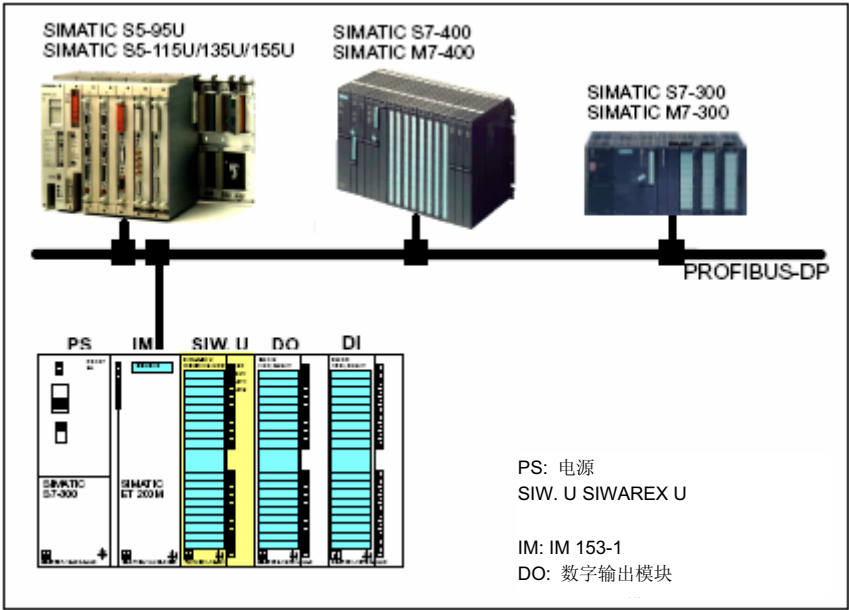 SIMATIC S5-95U
SIMATIC S5-115U/135U/155U
SIMATIC S7-400
SIMATIC M7-400
SIMATIC S7-300
SIMATIC M7-300
PROFIBUS-DP
PS IM SIW. U DO DI
SIMATIC
S7-300
SIMATIC
ET 200M
PS: 电源
SIW. U SIWAREX U
IM: IM 153-1
DO: 数字输出模块